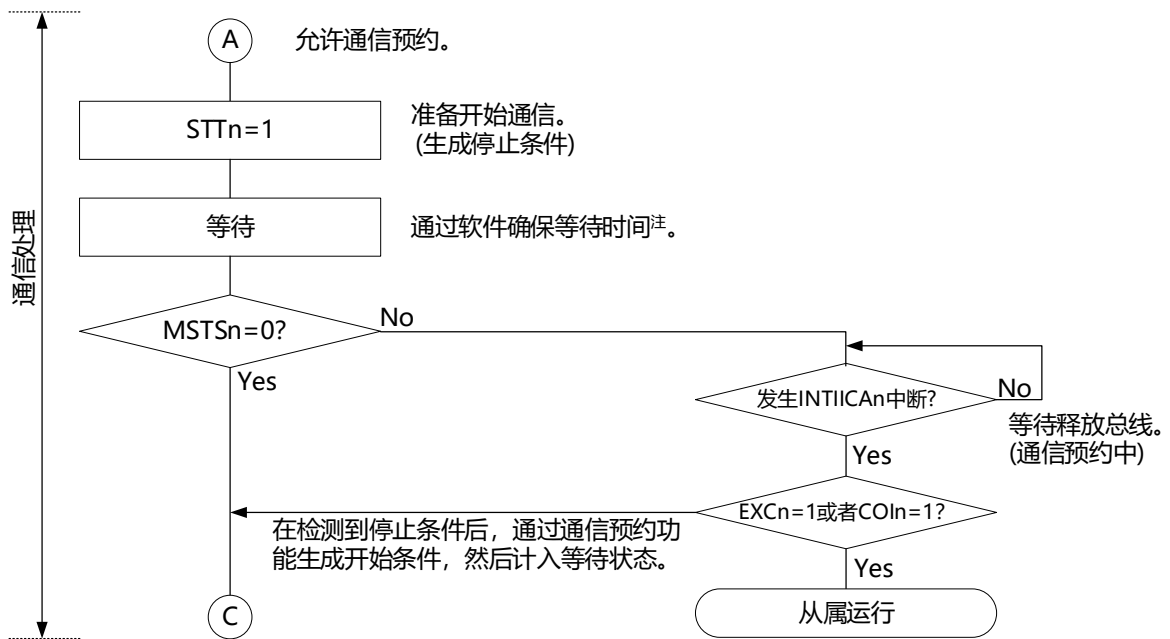 A
允许通信预约。
STTn=1
准备开始通信。
(生成停止条件)
等待
通过软件确保等待时间注。
通信处理
MSTSn=0?
No
Yes
发生INTIICAn中断?
No
等待释放总线。
(通信预约中)
Yes
EXCn=1或者COIn=1?
在检测到停止条件后，通过通信预约功
能生成开始条件，然后计入等待状态。
Yes
C
从属运行